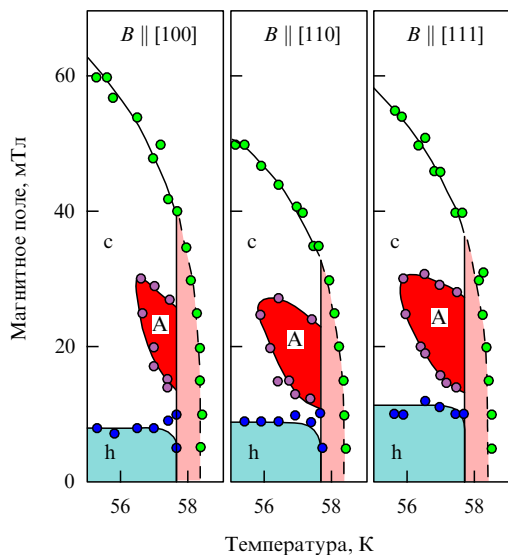 B || [100]
B || [110]
B || [111]
Магнитное поле, мТл
60
40
20
0
c
c
c
A
A
A
h
h
h
56
58
56
58
56
58
Температура, К